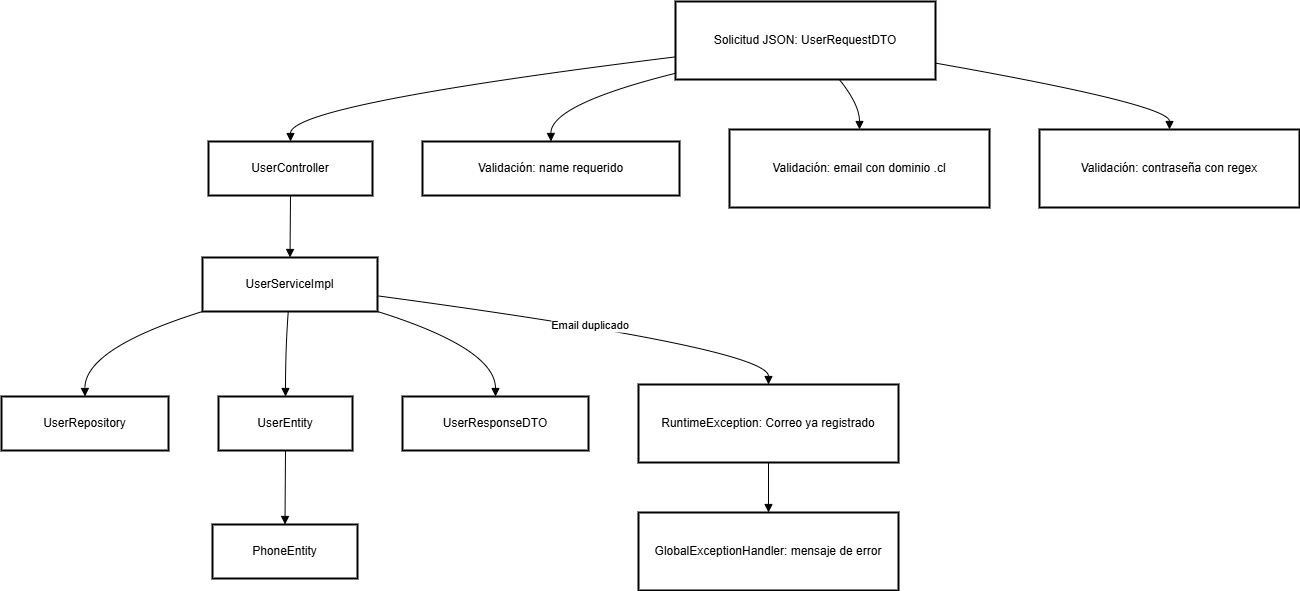 Solicitud JSON: UserRequestDTO
UserController
Validación: name requerido
Validación: email con dominio .cl
Validación: contraseña con regex
UserServiceImpl
Email duplicado
UserRepository
UserEntity
UserResponseDTO
RuntimeException: Correo ya registrado
PhoneEntity
GlobalExceptionHandler: mensaje de error